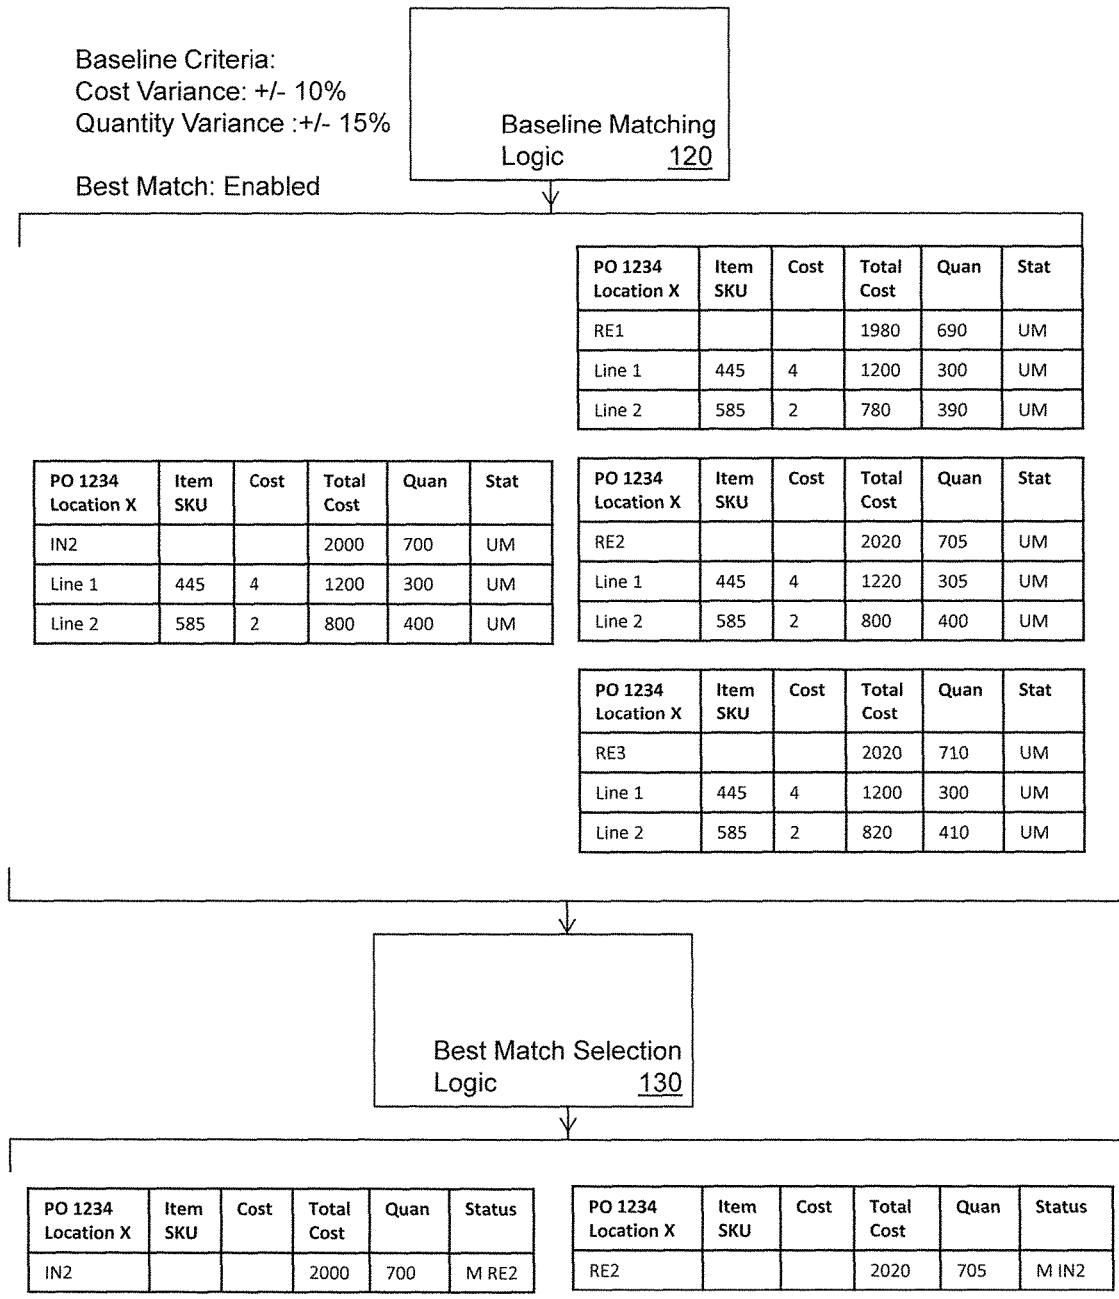 Baseline Criteria:
Cost Variance: +/- 10%
Quantity Variance :+/- 15%
Best Match: Enabled
Baseline Matching
Logic 120
PO 1234 Location X Item SKU Cost Total Cost Quan Stat
RE1 1980 690 UM
Line 1 445 4 1200 300 UM
Line 2 585 2 780 390 UM
PO 1234 Location X Item SKU Cost Total Cost Quan Stat
IN2 2000 700 UM
Line 1 445 4 1200 300 UM
Line 2 585 2 800 400 UM
PO 1234 Location X Item SKU Cost Total Cost Quan Stat
RE2 2020 705 UM
Line 1 445 4 1220 305 UM
Line 2 585 2 800 400 UM
PO 1234 Location X Item SKU Cost Total Cost Quan Stat
RE3 2020 710 UM
Line 1 445 4 1200 300 UM
Line 2 585 2 820 410 UM
Best Match Selection
Logic 130
PO 1234 Location X Item SKU Cost Total Cost Quan Status
IN2 2000 700 M RE2
PO 1234 Location X Item SKU Cost Total Cost Quan Status
RE2 2020 705 M IN2